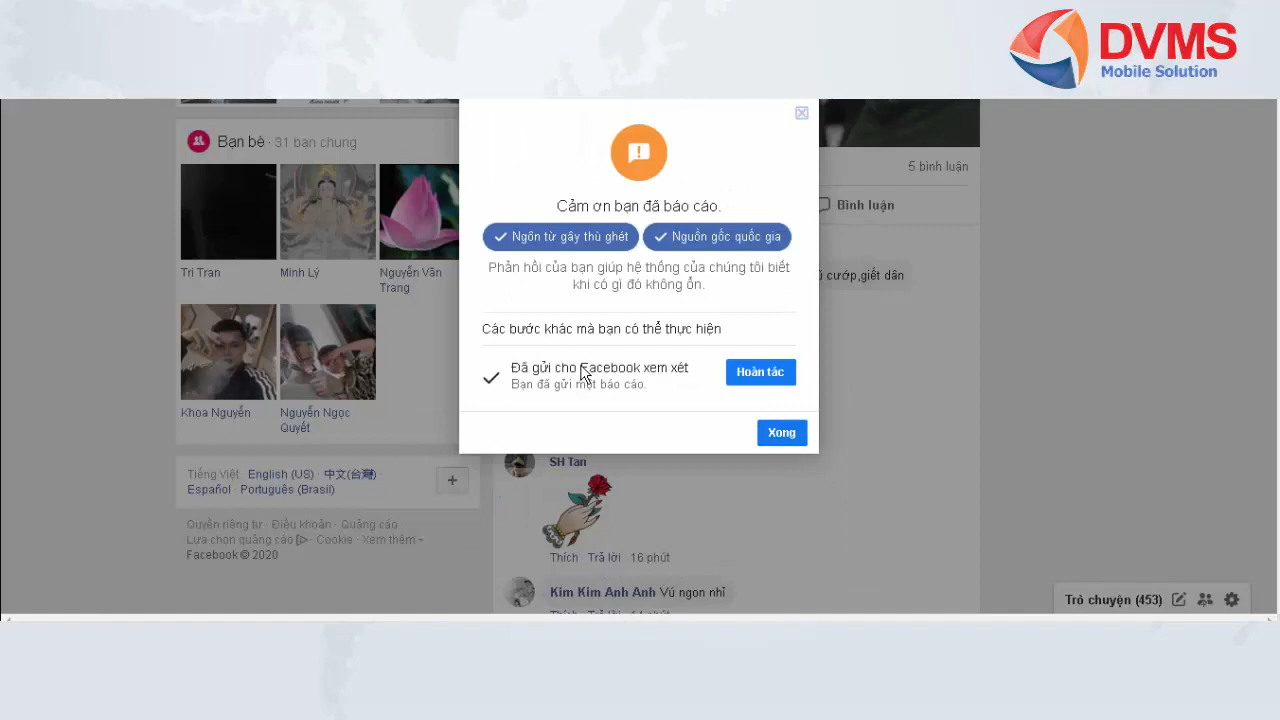 DVMS
Mobile Solution
Bạn bè · 31 bạn chung
Tri Tran
Minh Lý
Nguyễn Văn Trang
Khoa Nguyễn
Nguyễn Ngọc Quyết
Tiếng Việt · English (US) · 中文(台灣) ·
Español · Português (Brasil)
Quyền riêng tư · Điều khoản · Quảng cáo
Lựa chọn quảng cáo · Cookie · Xem thêm
Facebook © 2020
Cảm ơn bạn đã báo cáo.
Ngôn từ gây thù ghét
Nguồn gốc quốc gia
Phản hồi của bạn giúp hệ thống của chúng tôi biết
khi có gì đó không ổn.
Các bước khác mà bạn có thể thực hiện
Đã gửi cho Facebook xem xét
Bạn đã gửi một báo cáo.
Hoàn tác
Xong
5 bình luận
Bình luận
cướp,giết dân
SH Tan
Thích · Trả lời · 16 phút
Kim Kim Anh Anh Vú ngon nhỉ
Thích · Trả lời · 14 phút
Trò chuyện (453)